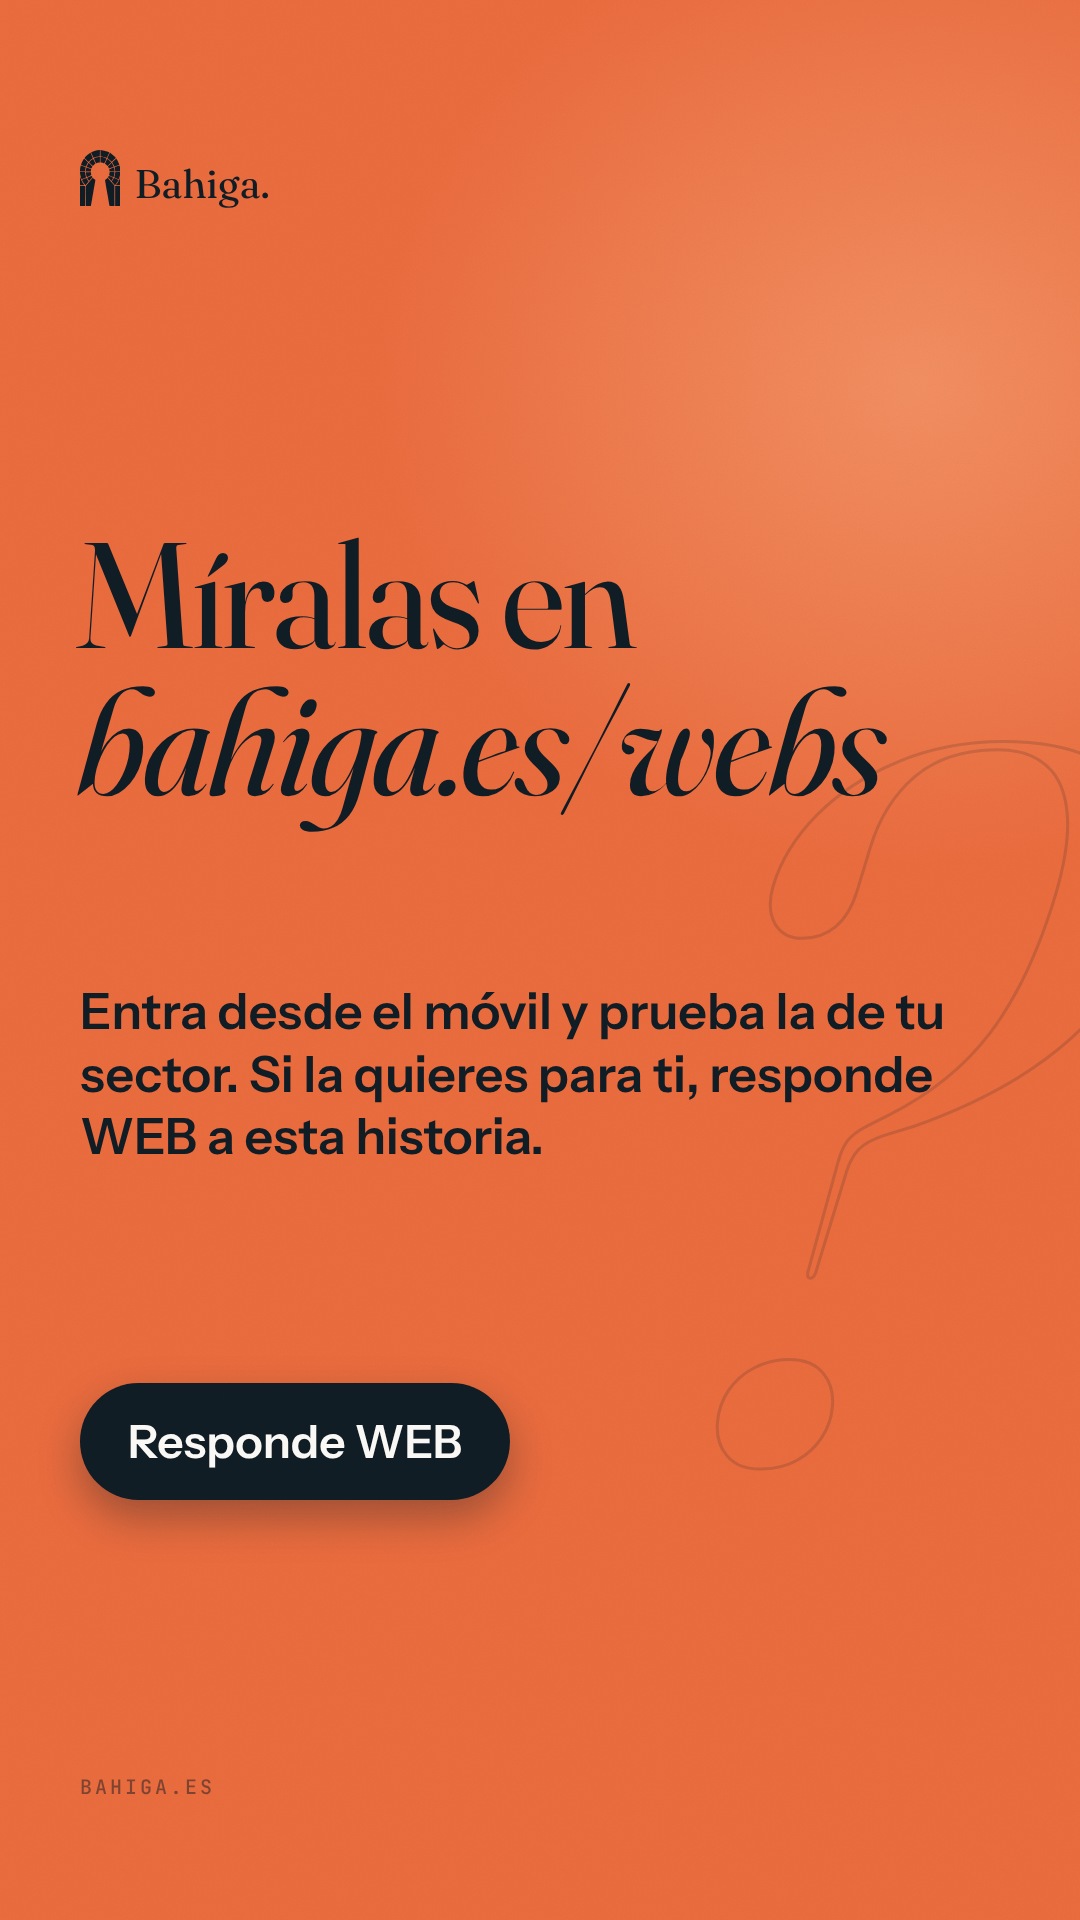 Bahiga.
Míralas en
bahiga.es/webs
Entra desde el móvil y prueba la de tu
sector. Si la quieres para ti, responde
WEB a esta historia.
Responde WEB
BAHIGA.ES